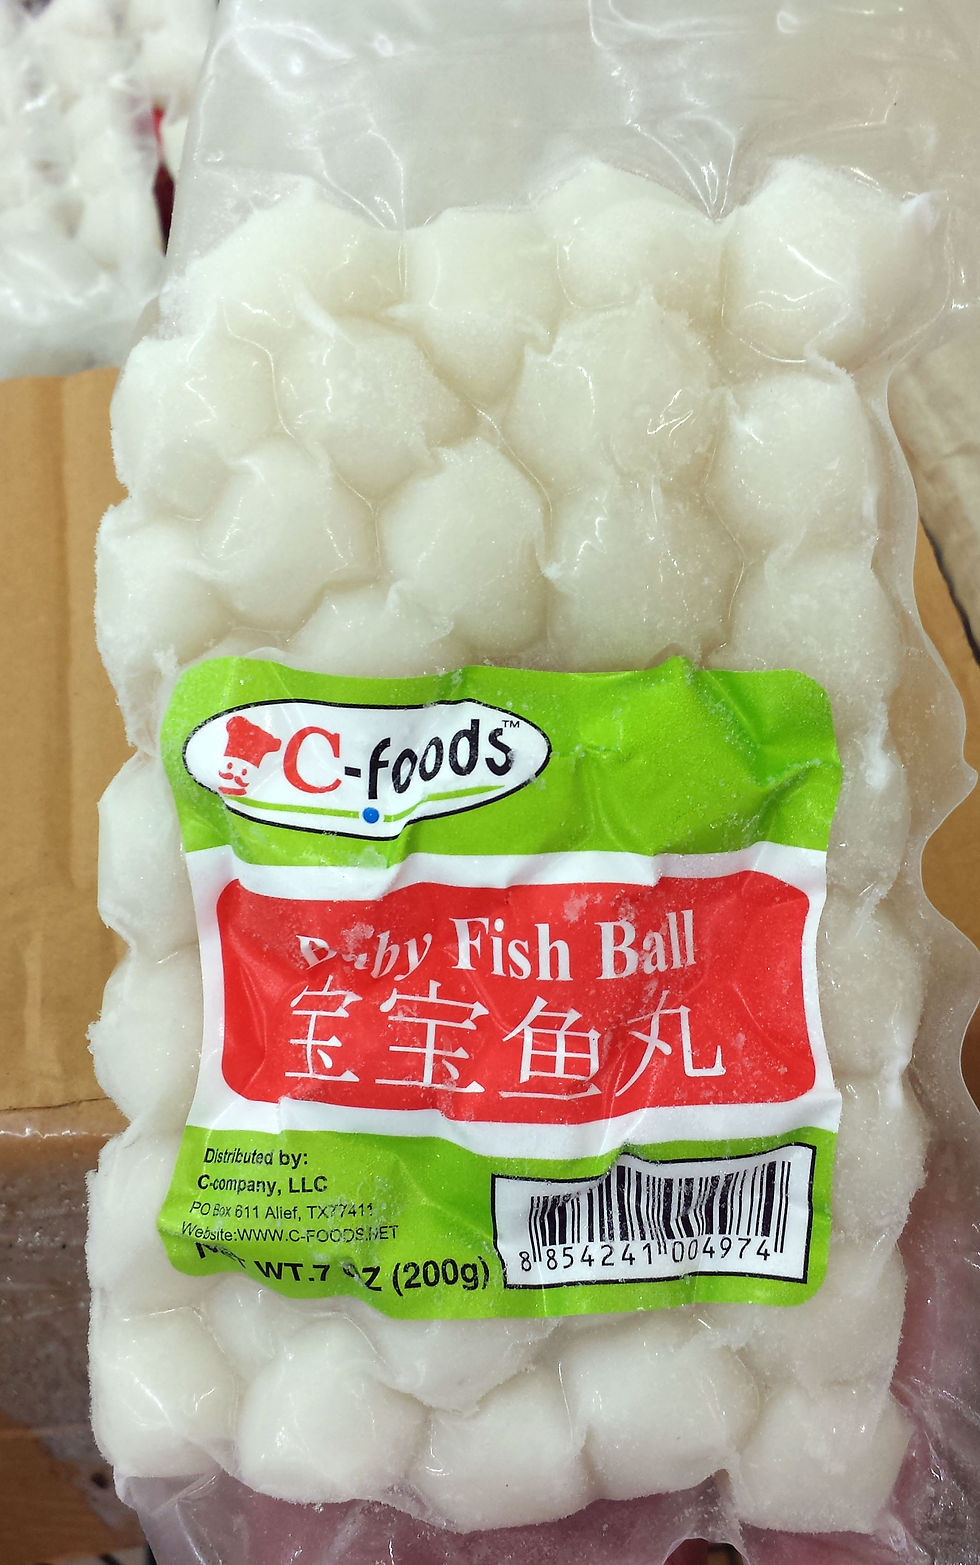 C-foods™
Baby Fish Ball
宝宝鱼丸
Distributed by:
C-company, LLC
PO Box 611 Alief, TX77411
Website:WWW.C-FOODS.NET
NET WT.7 OZ (200g)
8 854241 004974